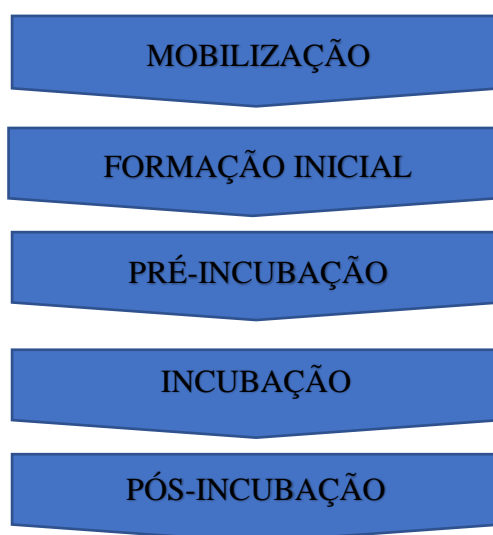 MOBILIZAÇÃO
FORMAÇÃO INICIAL
PRÉ-INCUBAÇÃO
INCUBAÇÃO
PÓS-INCUBAÇÃO